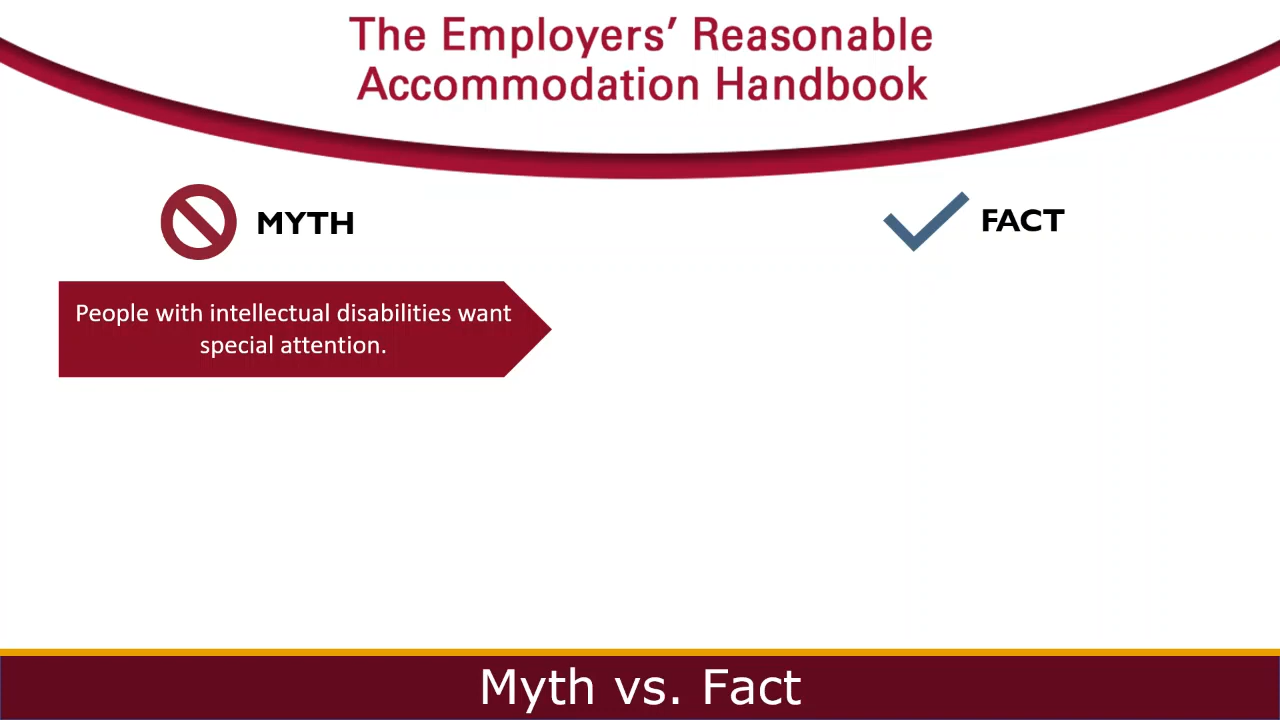 The Employers’ Reasonable
Accommodation Handbook
MYTH
FACT
People with intellectual disabilities want
special attention.
Myth vs. Fact